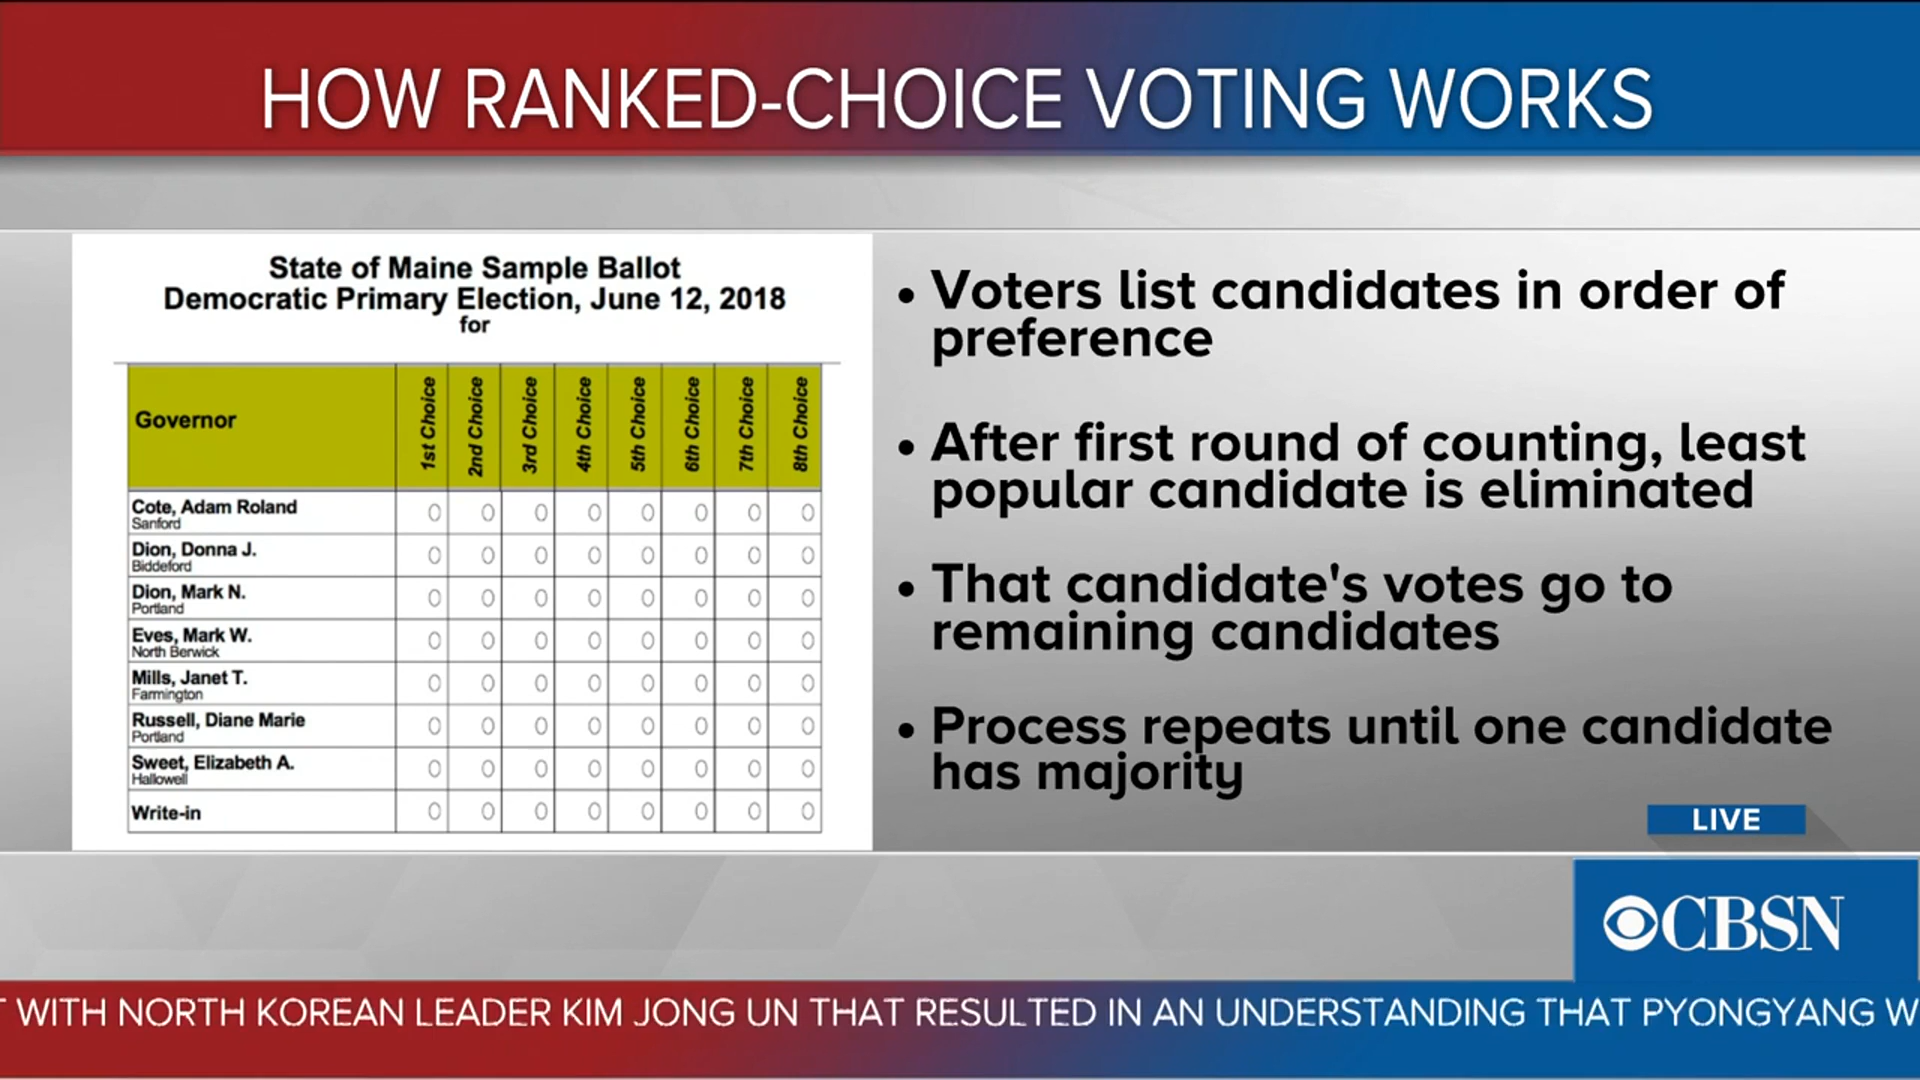 HOW RANKED-CHOICE VOTING WORKS
State of Maine Sample Ballot
Democratic Primary Election, June 12, 2018
for
Governor
1st Choice
2nd Choice
3rd Choice
4th Choice
5th Choice
6th Choice
7th Choice
8th Choice
Cote, Adam Roland
Sanford
Dion, Donna J.
Biddeford
Dion, Mark N.
Portland
Eves, Mark W.
North Berwick
Mills, Janet T.
Farmington
Russell, Diane Marie
Portland
Sweet, Elizabeth A.
Hallowell
Write-in
• Voters list candidates in order of
preference
• After first round of counting, least
popular candidate is eliminated
• That candidate's votes go to
remaining candidates
• Process repeats until one candidate
has majority
LIVE
CBSN
WITH NORTH KOREAN LEADER KIM JONG UN THAT RESULTED IN AN UNDERSTANDING THAT PYONGYANG W